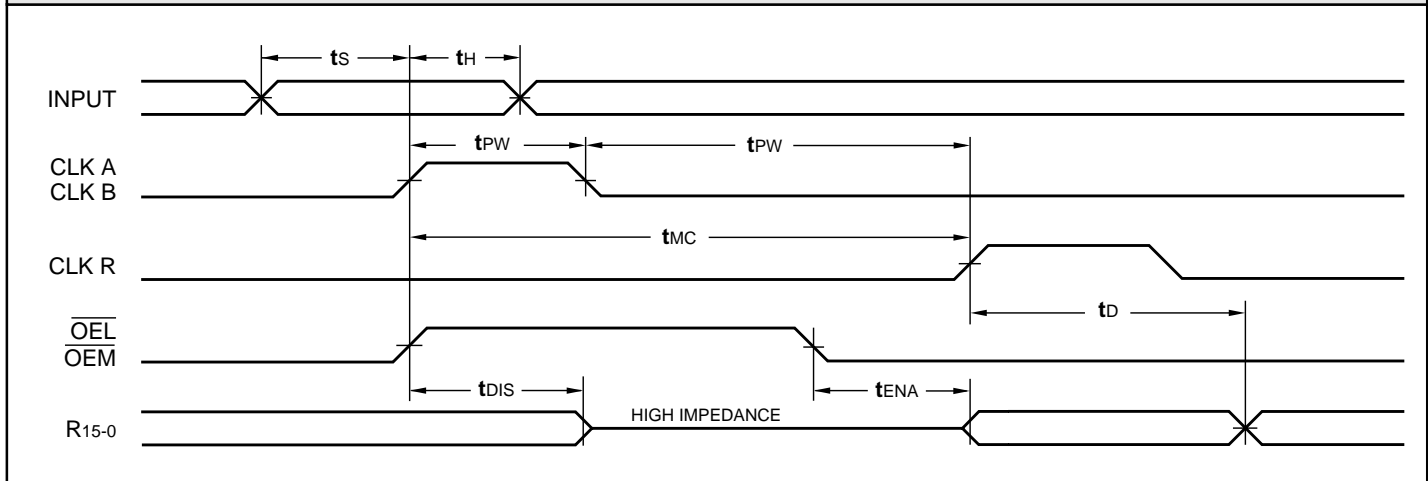 tS tH
INPUT
tPW tPW
CLK A
CLK B
tMC
CLK R
tD
OEL
OEM
tDIS tENA
HIGH IMPEDANCE
R15-0